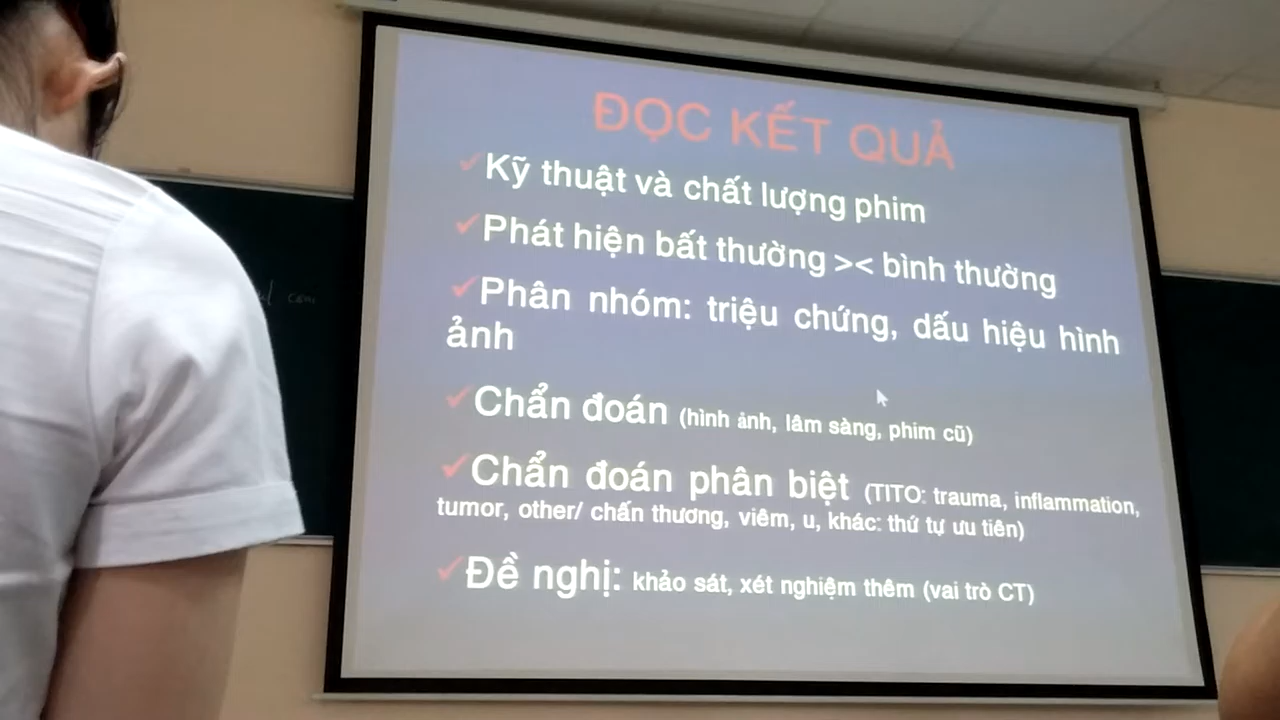 ĐỌC KẾT QUẢ
Kỹ thuật và chất lượng phim
Phát hiện bất thường >< bình thường
Phân nhóm: triệu chứng, dấu hiệu hình
ảnh
Chẩn đoán (hình ảnh, lâm sàng, phim cũ)
Chẩn đoán phân biệt (TITO: trauma, inflammation,
tumor, other/ chấn thương, viêm, u, khác: thứ tự ưu tiên)
Đề nghị: khảo sát, xét nghiệm thêm (vai trò CT)